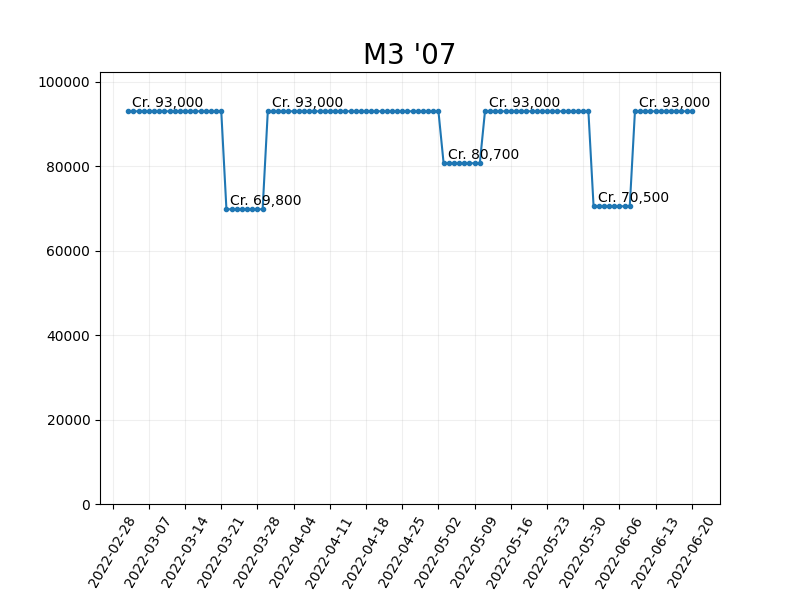 M3 '07
100000
80000
60000
40000
20000
0
Cr. 93,000
Cr. 69,800
Cr. 93,000
Cr. 80,700
Cr. 93,000
Cr. 70,500
Cr. 93,000
2022-02-28
2022-03-07
2022-03-14
2022-03-21
2022-03-28
2022-04-04
2022-04-11
2022-04-18
2022-04-25
2022-05-02
2022-05-09
2022-05-16
2022-05-23
2022-05-30
2022-06-06
2022-06-13
2022-06-20